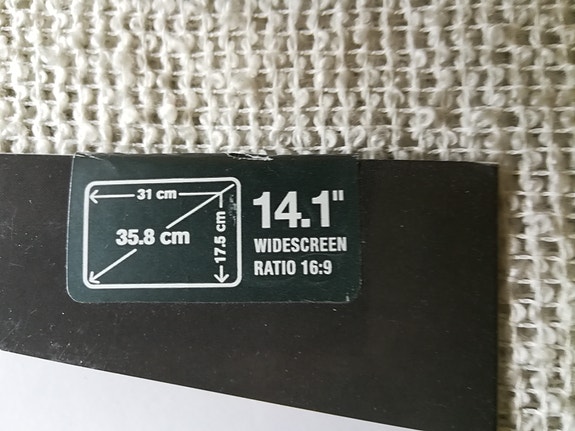 31 cm
35.8 cm
17.5 cm
14.1"
WIDESCREEN
RATIO 16:9